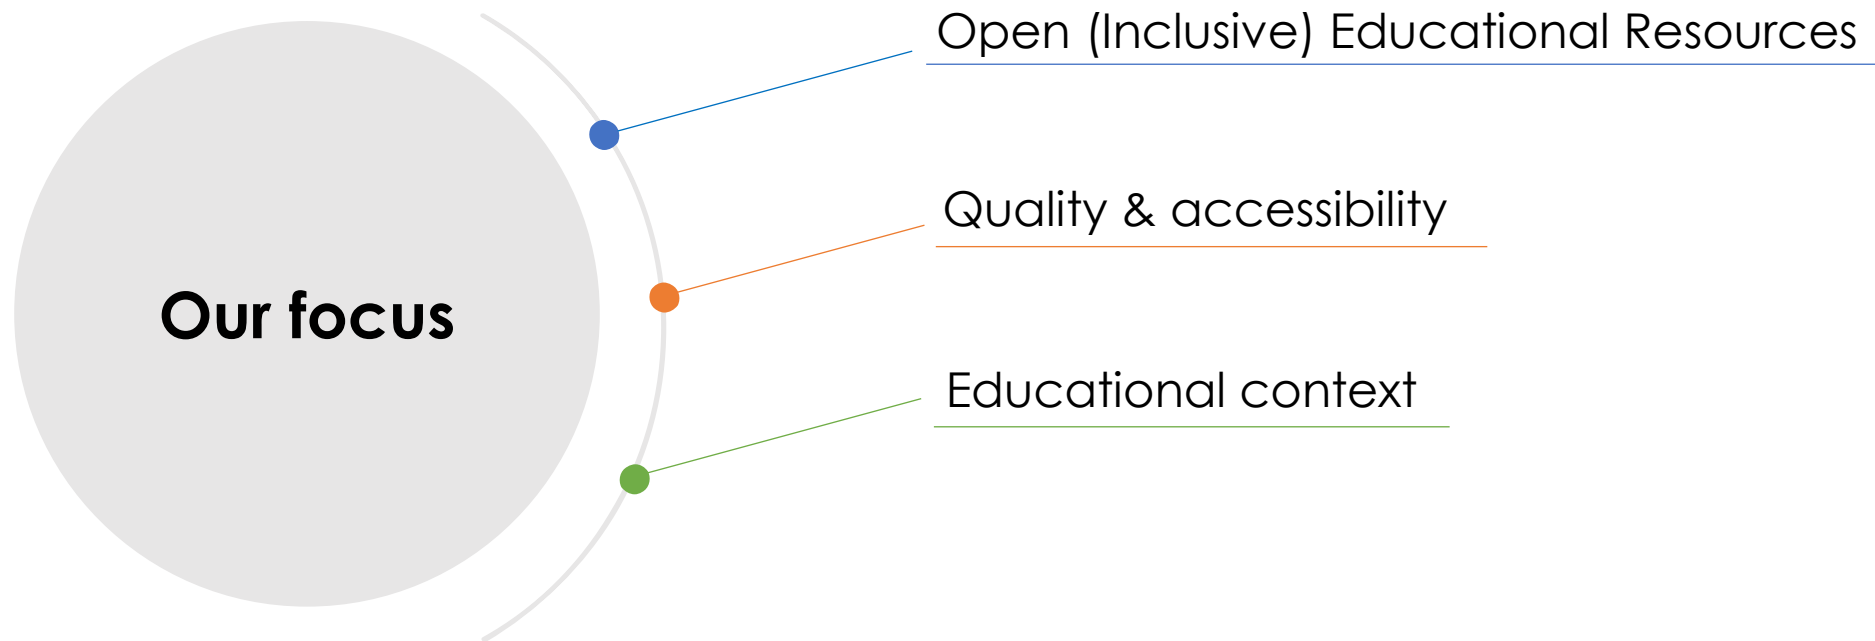 Our focus
Open (Inclusive) Educational Resources
Quality & accessibility
Educational context